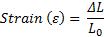 Strain (ε) = ΔL / L₀